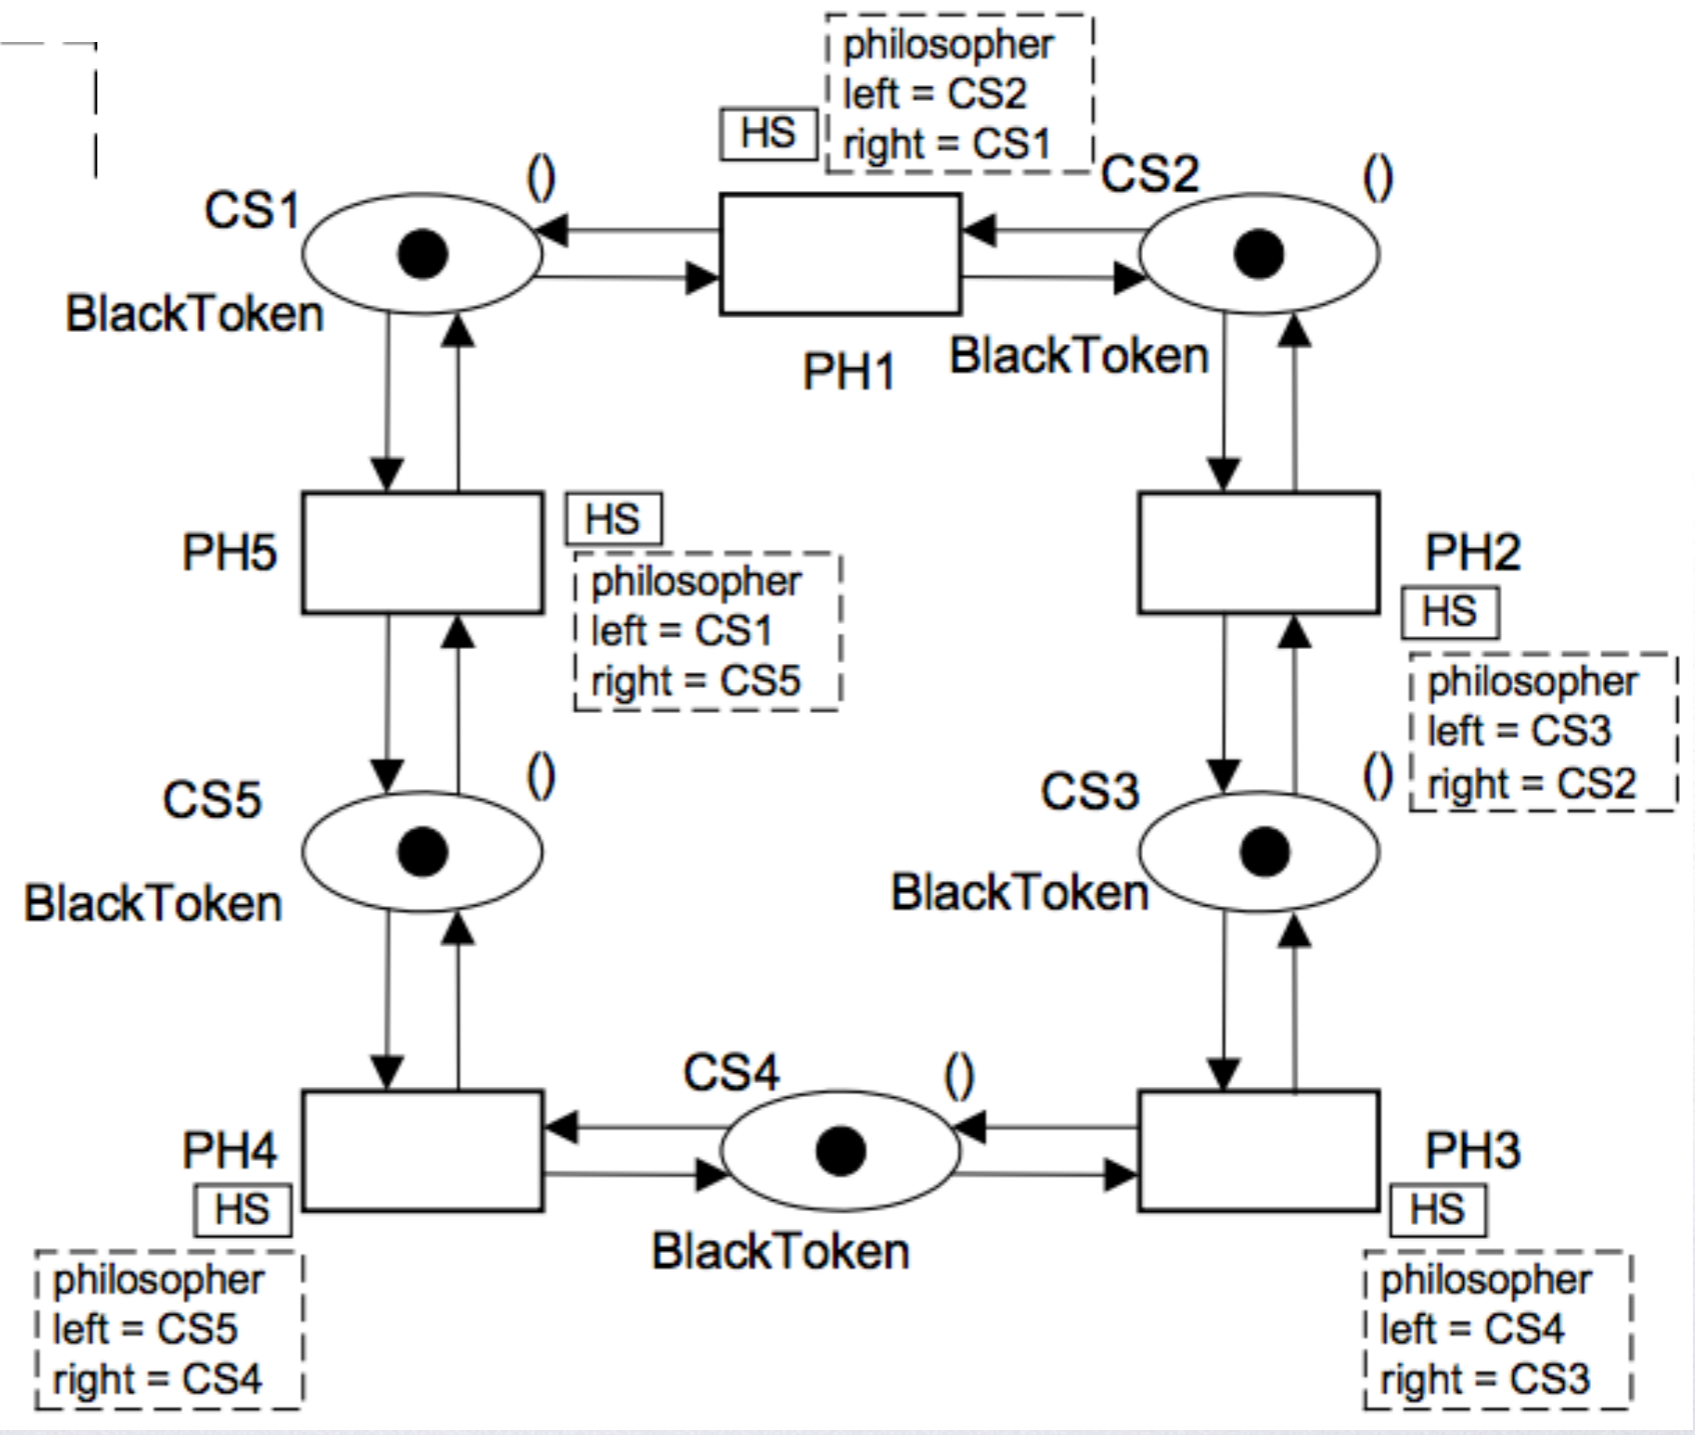 philosopher
left = CS2
right = CS1
HS
CS1
()
CS2
()
BlackToken
PH1
BlackToken
PH5
HS
philosopher
left = CS1
right = CS5
PH2
HS
philosopher
left = CS3
right = CS2
CS5
()
BlackToken
CS3
()
BlackToken
CS4
()
BlackToken
PH4
HS
philosopher
left = CS5
right = CS4
PH3
HS
philosopher
left = CS4
right = CS3